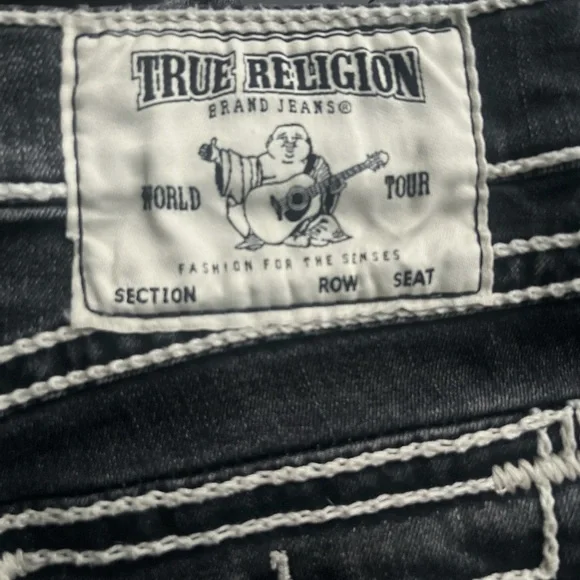 TRUE RELIGION
BRAND JEANS®
WORLD TOUR
FASHION FOR THE SENSES
SECTION ROW SEAT